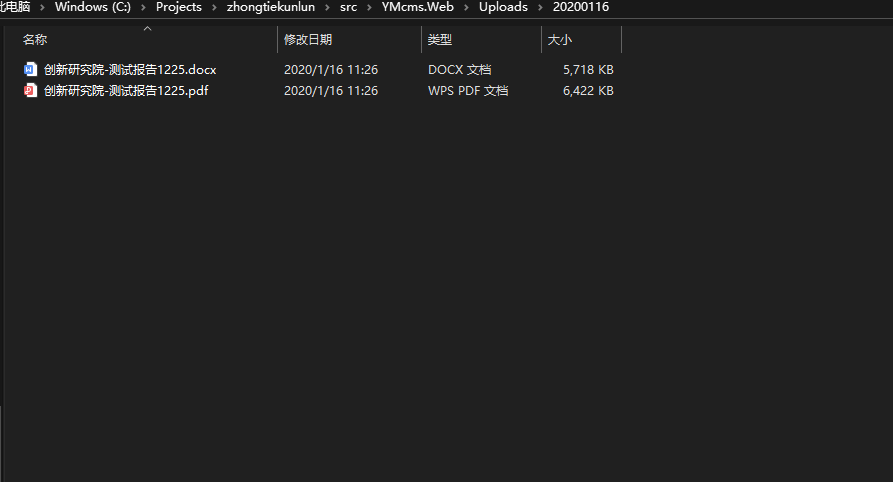 此电脑 > Windows (C:) > Projects > zhongtiekunlun > src > YMcms.Web > Uploads > 20200116
名称 修改日期 类型 大小
创新研究院-测试报告1225.docx 2020/1/16 11:26 DOCX 文档 5,718 KB
创新研究院-测试报告1225.pdf 2020/1/16 11:26 WPS PDF 文档 6,422 KB